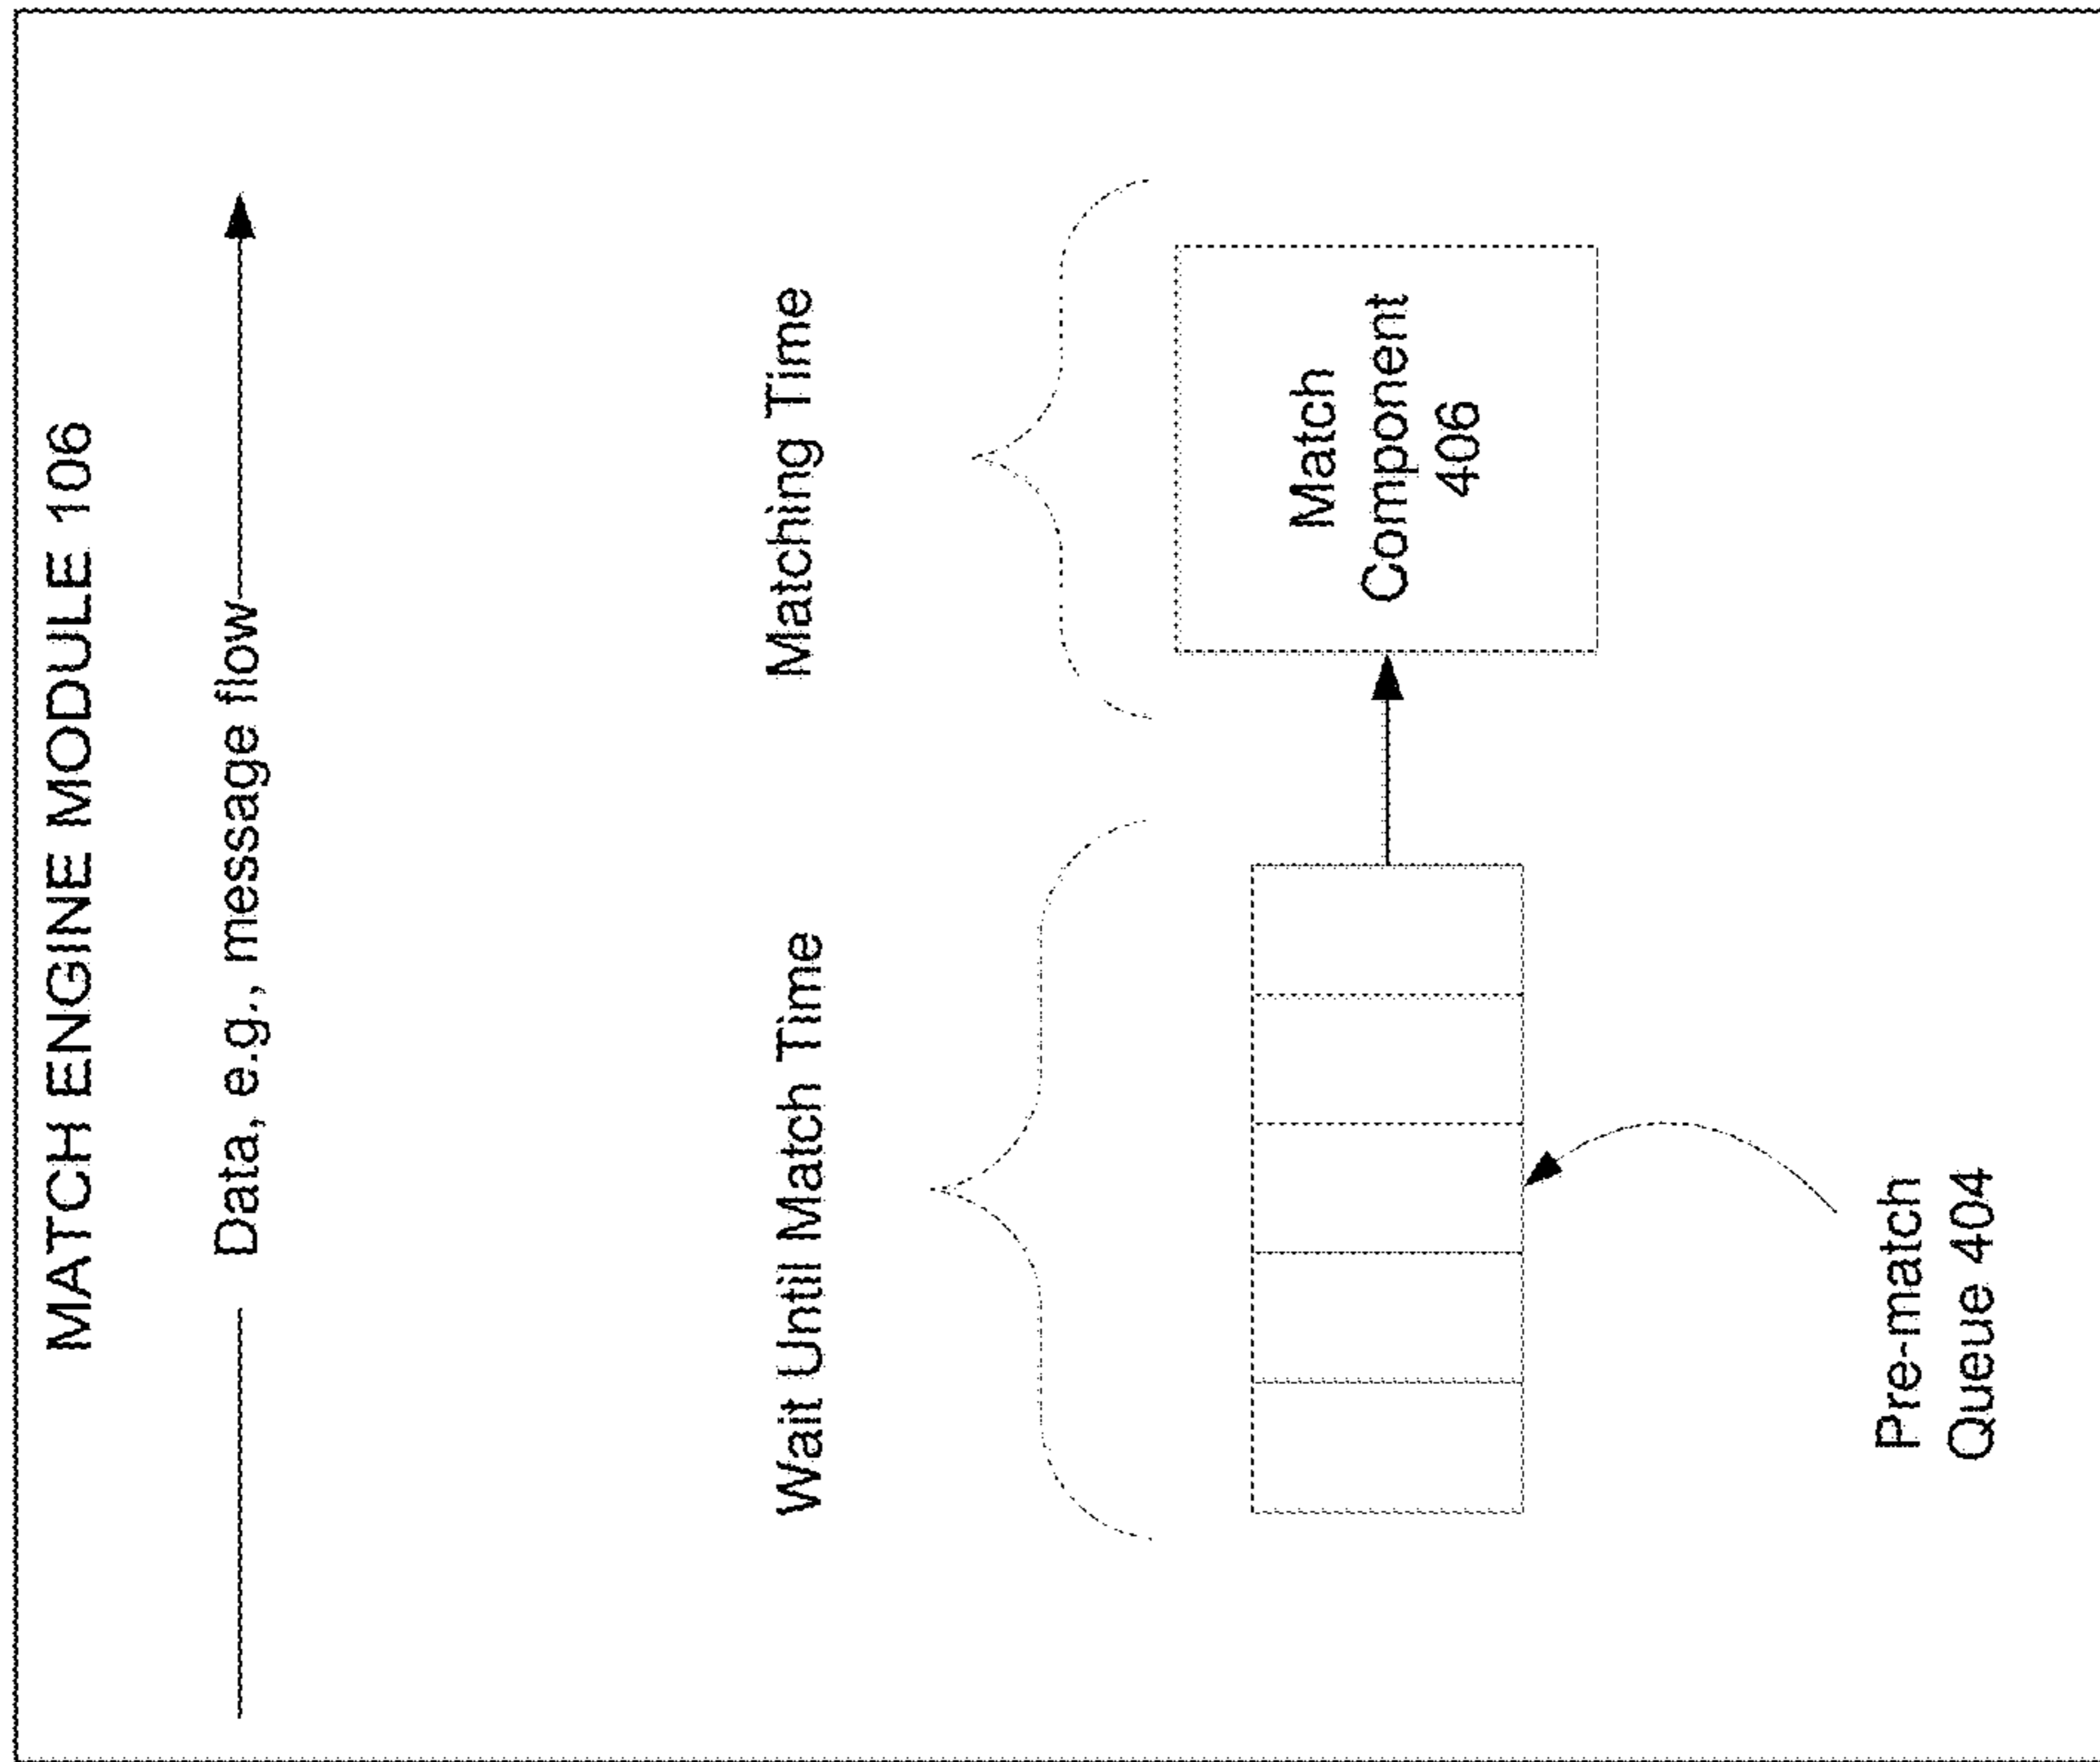 MATCH ENGINE MODULE 106
Data, e.g., message flow
Wait Until Match Time
Matching Time
Match
Component
406
Pre-match
Queue 404